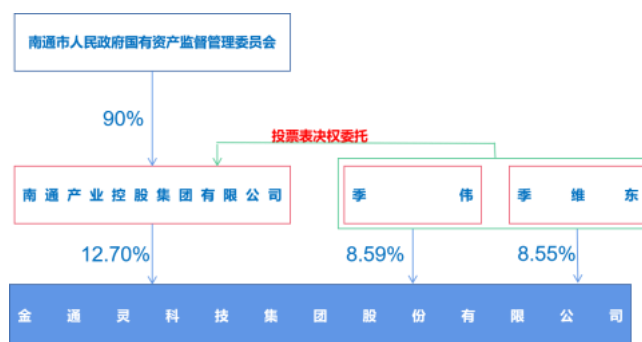 南通市人民政府国有资产监督管理委员会
90%
投票表决权委托
南通产业控股集团有限公司
季伟
季维东
12.70%
8.59%
8.55%
金通灵科技集团股份有限公司